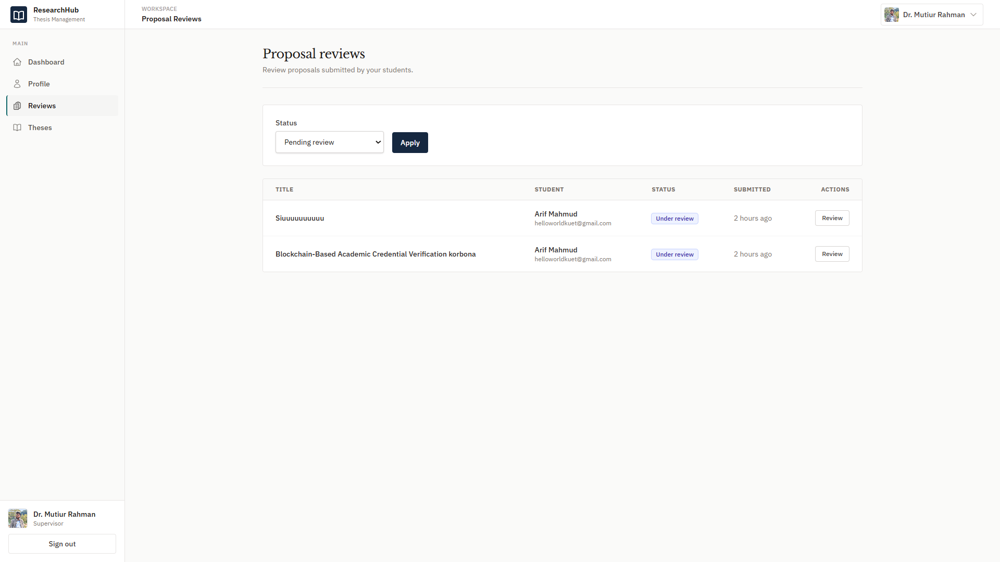 ResearchHub
Thesis Management
WORKSPACE
Proposal Reviews
Dr. Mutiur Rahman
MAIN
Dashboard
Profile
Reviews
Theses
Proposal reviews
Review proposals submitted by your students.
Status
Pending review
Apply
TITLE STUDENT STATUS SUBMITTED ACTIONS
Siuuuuuuuuuu Arif Mahmud Under review 2 hours ago Review
helloworldkuet@gmail.com
Blockchain-Based Academic Credential Verification korbona Arif Mahmud Under review 2 hours ago Review
helloworldkuet@gmail.com
Dr. Mutiur Rahman
Supervisor
Sign out